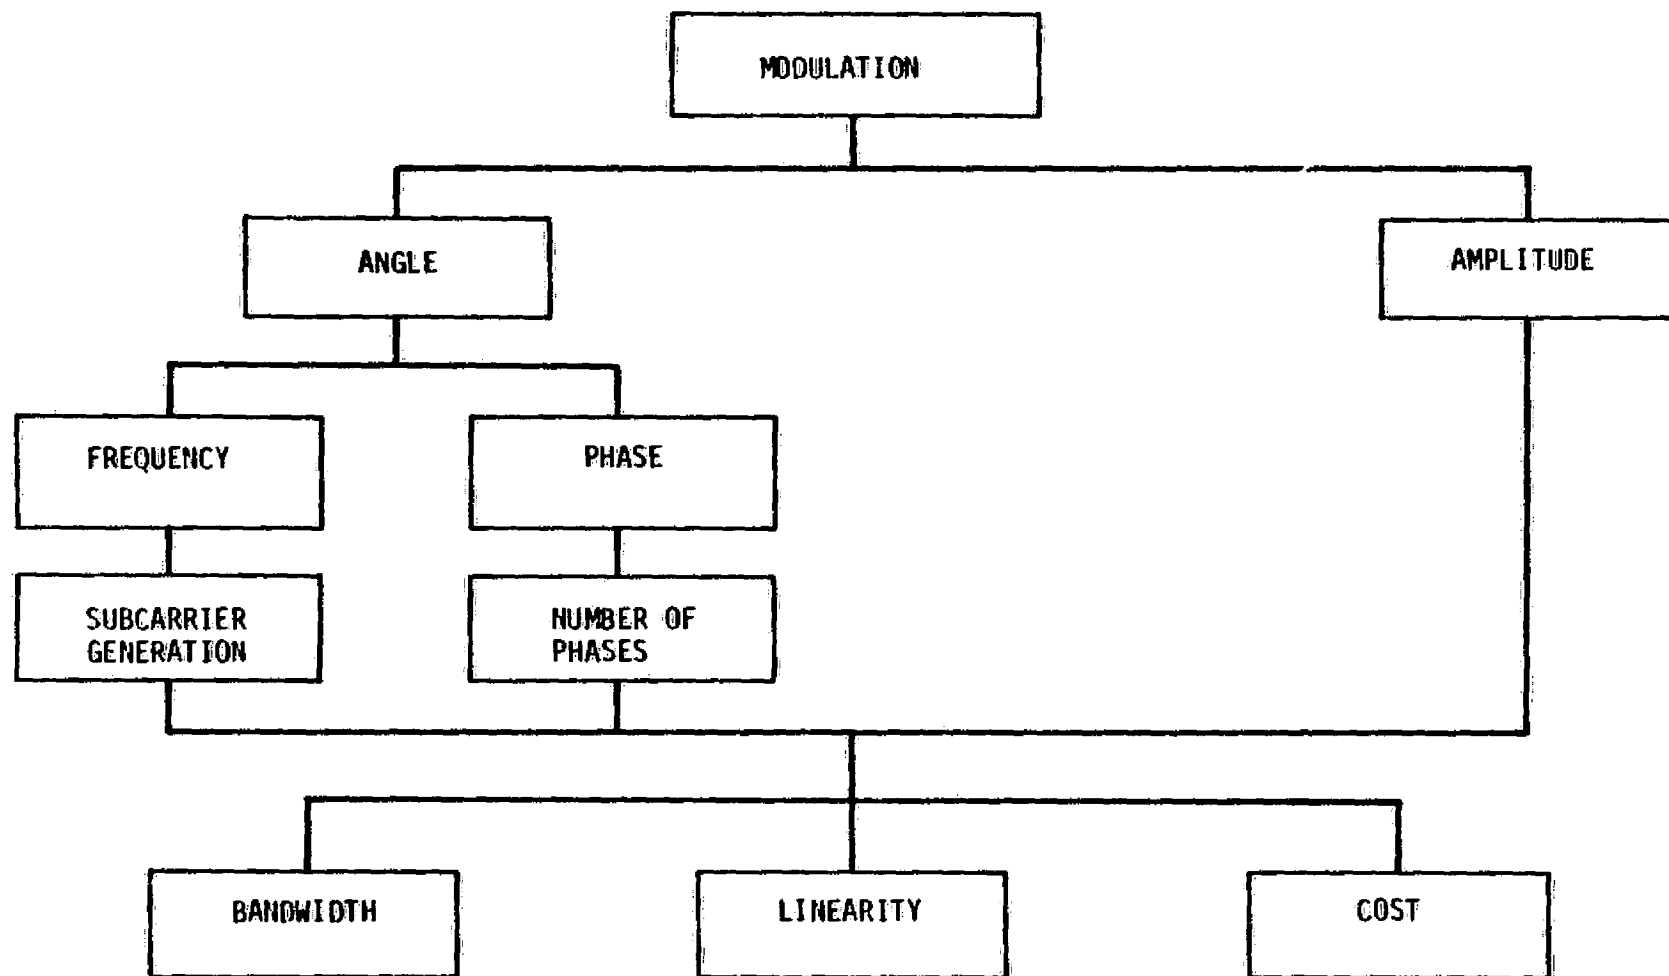 MODULATION
ANGLE
AMPLITUDE
FREQUENCY
PHASE
SUBCARRIER
GENERATION
NUMBER OF
PHASES
BANDWIDTH
LINEARITY
COST